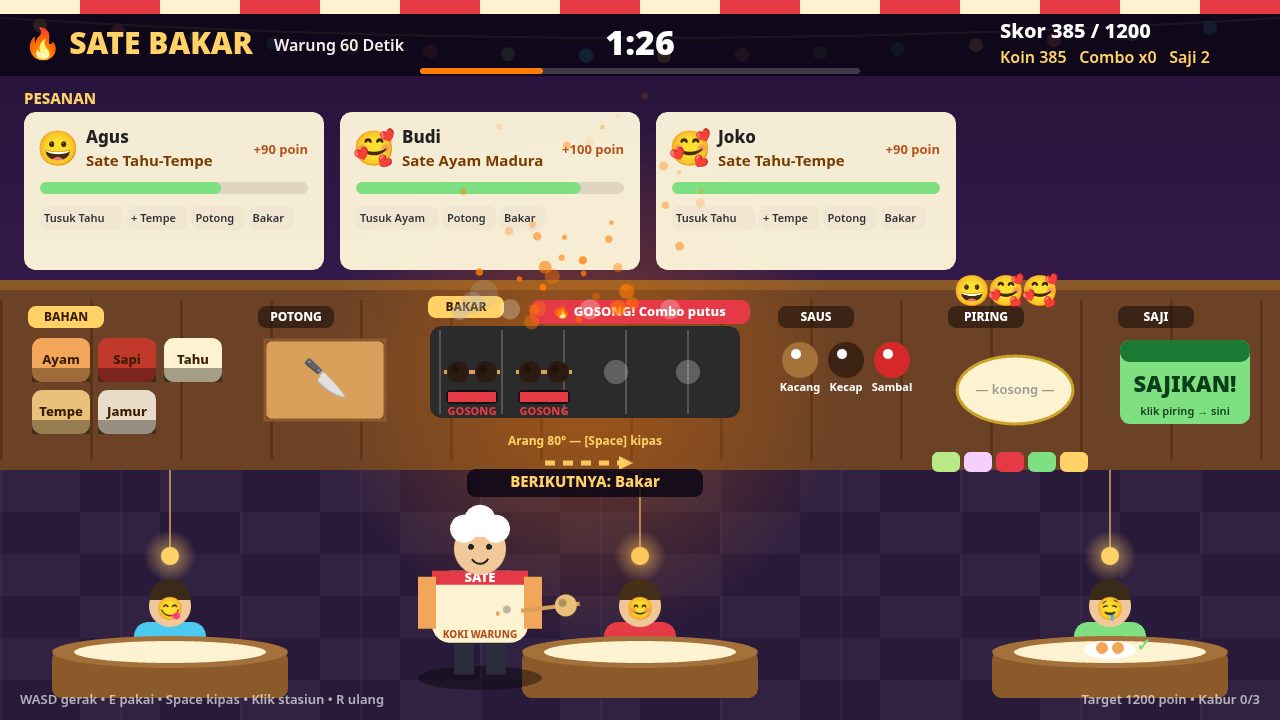 SATE BAKAR
Warung 60 Detik
1:26
Skor 385 / 1200
Koin 385 Combo x0 Saji 2
PESANAN
Agus
Sate Tahu-Tempe
+90 poin
Tusuk Tahu + Tempe Potong Bakar
Budi
Sate Ayam Madura
+100 poin
Tusuk Ayam Potong Bakar
Joko
Sate Tahu-Tempe
+90 poin
Tusuk Tahu + Tempe Potong Bakar
BAHAN
POTONG
BAKAR
GOSONG! Combo putus
SAUS
PIRING
SAJI
Ayam Sapi Tahu
Tempe Jamur
GOSONG GOSONG
Kacang Kecap Sambal
— kosong —
SAJIKAN!
klik piring → sini
Arang 80° — [Space] kipas
BERIKUTNYA: Bakar
SATE
KOKI WARUNG
WASD gerak • E pakai • Space kipas • Klik stasiun • R ulang
Target 1200 poin • Kabur 0/3